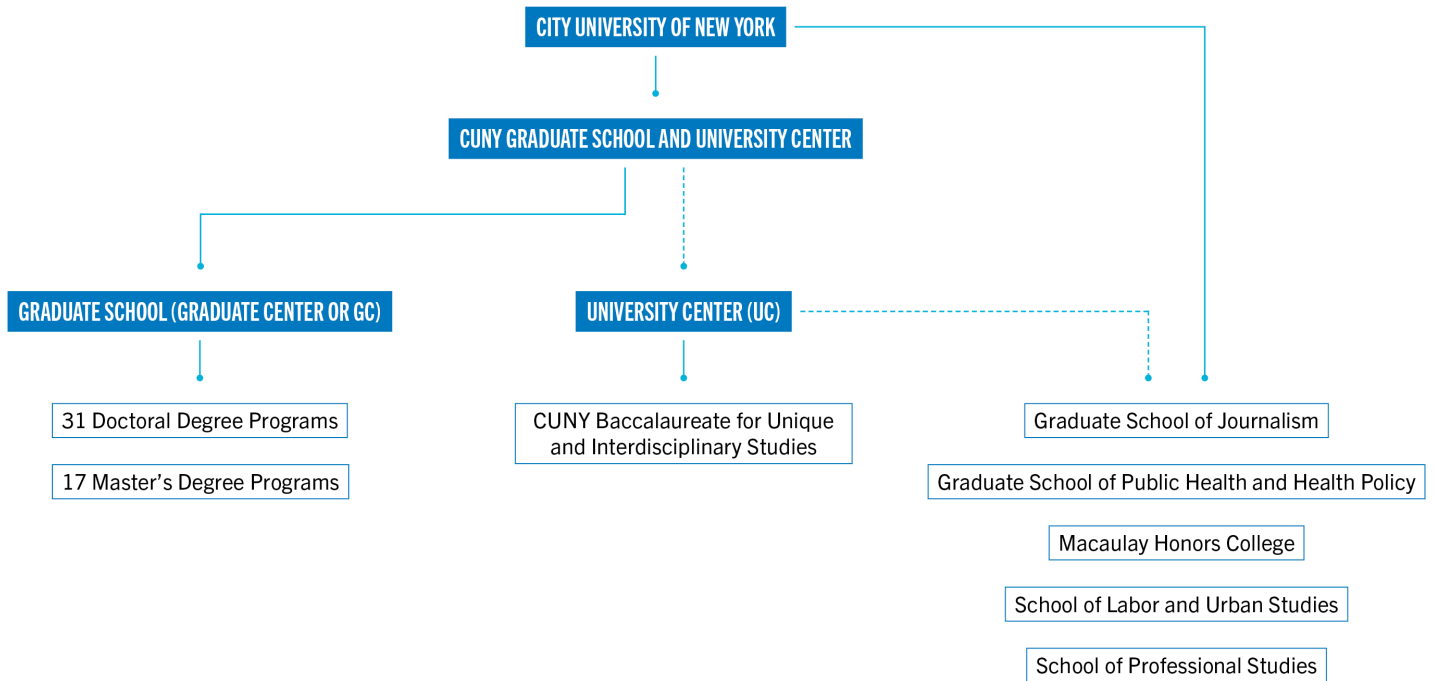 CITY UNIVERSITY OF NEW YORK
CUNY GRADUATE SCHOOL AND UNIVERSITY CENTER
GRADUATE SCHOOL (GRADUATE CENTER OR GC)
UNIVERSITY CENTER (UC)
31 Doctoral Degree Programs
17 Master’s Degree Programs
CUNY Baccalaureate for Unique
and Interdisciplinary Studies
Graduate School of Journalism
Graduate School of Public Health and Health Policy
Macaulay Honors College
School of Labor and Urban Studies
School of Professional Studies